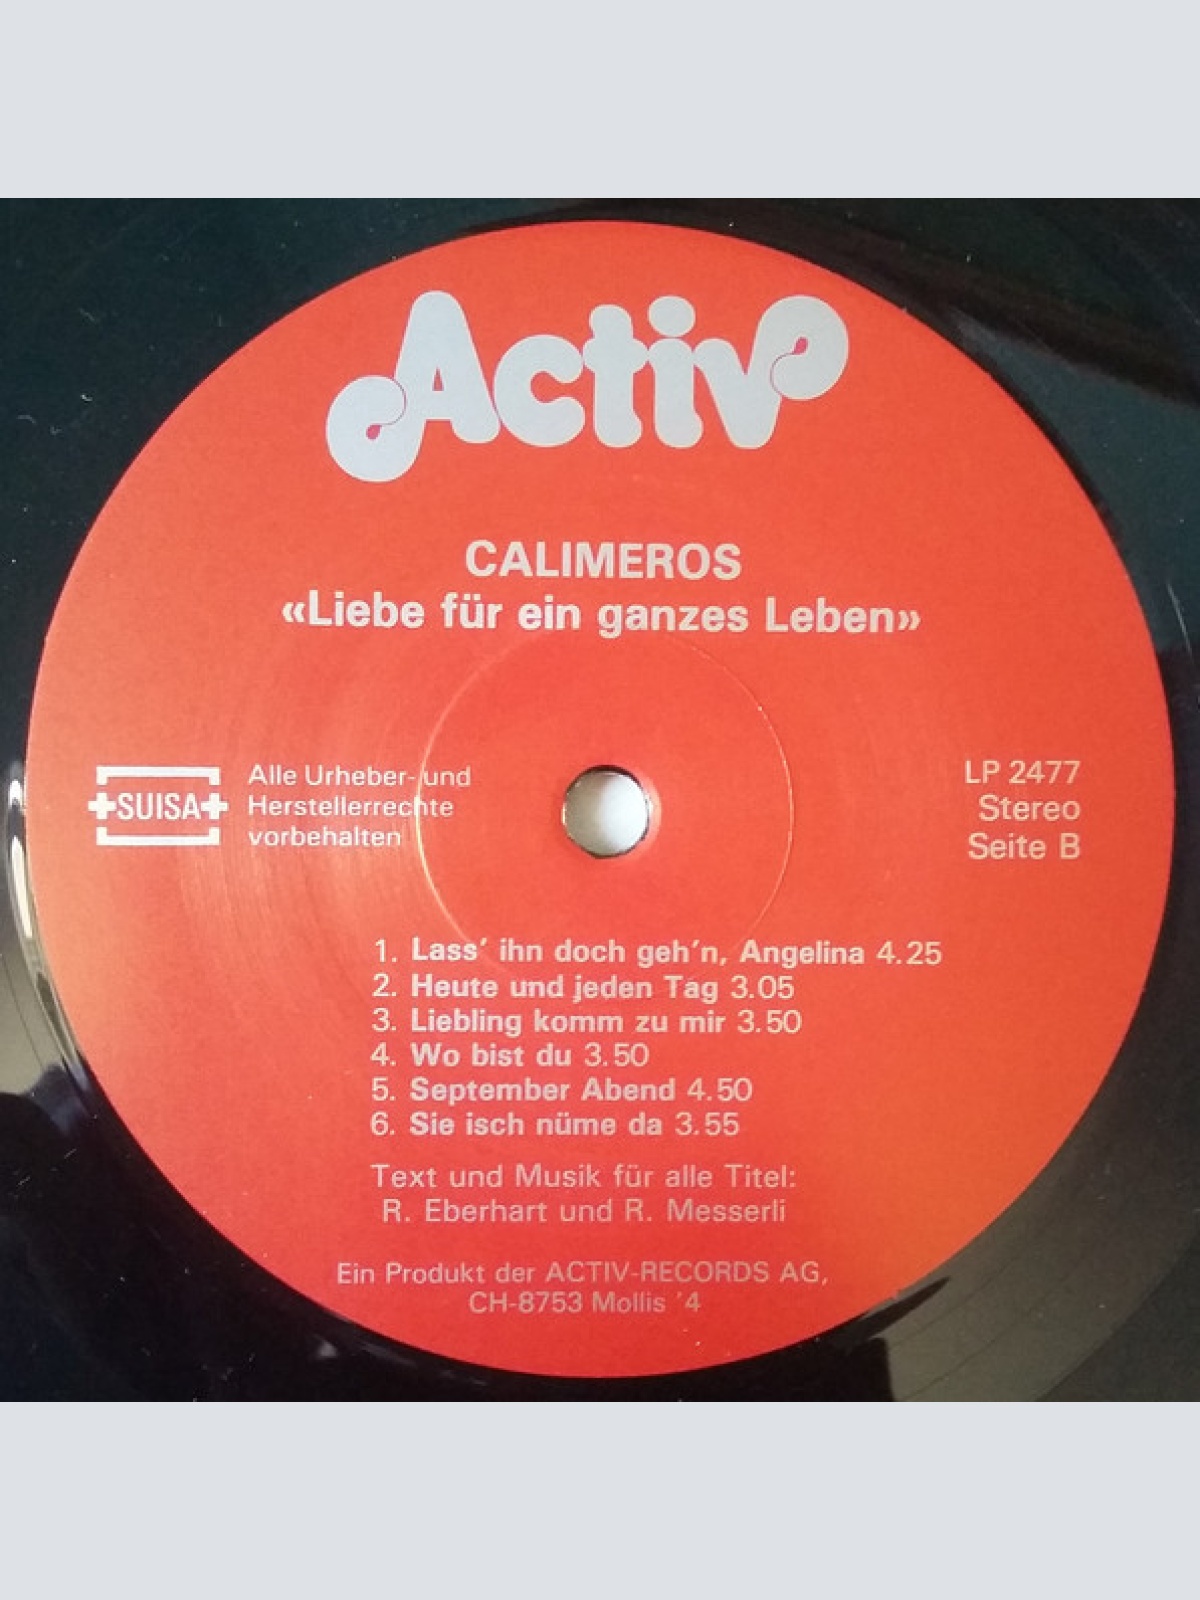 Activ
CALIMEROS
«Liebe für ein ganzes Leben»
SUISA
Alle Urheber- und
Herstellerrechte
vorbehalten
LP 2477
Stereo
Seite B
1. Lass' ihn doch geh'n, Angelina 4.25
2. Heute und jeden Tag 3.05
3. Liebling komm zu mir 3.50
4. Wo bist du 3.50
5. September Abend 4.50
6. Sie isch nüme da 3.55
Text und Musik für alle Titel:
R. Eberhart und R. Messerli
Ein Produkt der ACTIV-RECORDS AG,
CH-8753 Mollis '4